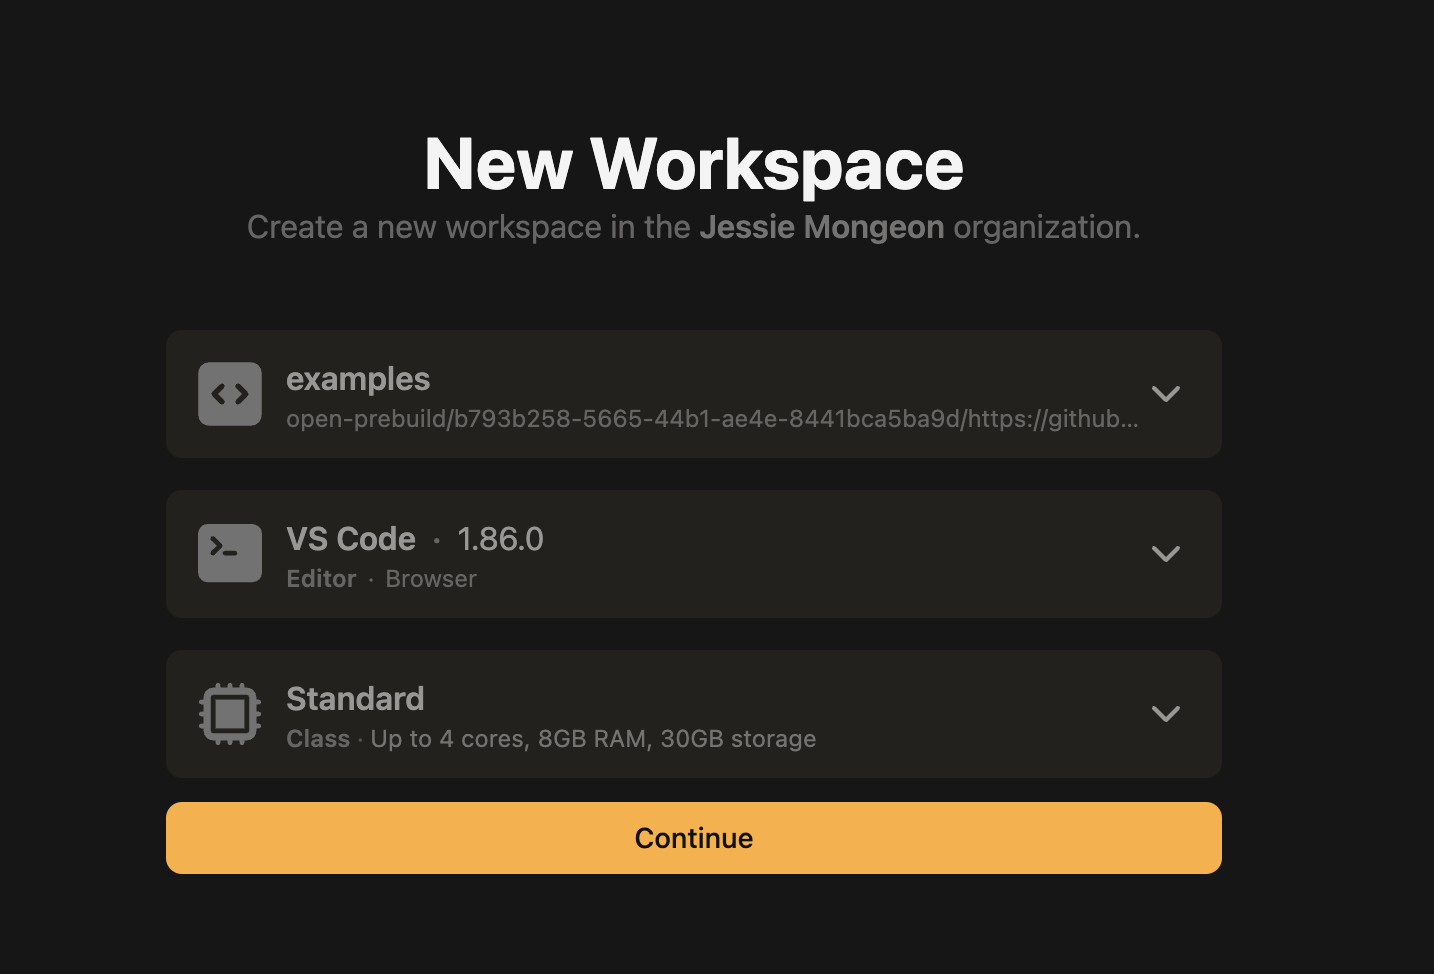 New Workspace
Create a new workspace in the Jessie Mongeon organization.
examples
open-prebuild/b793b258-5665-44b1-ae4e-8441bca5ba9d/https://github...
VS Code · 1.86.0
Editor · Browser
Standard
Class · Up to 4 cores, 8GB RAM, 30GB storage
Continue